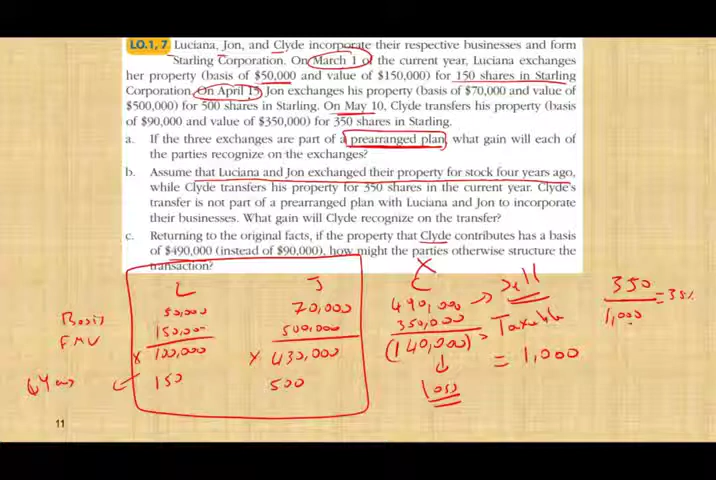 LO.1, 7 Luciana, Jon, and Clyde incorporate their respective businesses and form
Starling Corporation. On March 1 of the current year, Luciana exchanges
her property (basis of $50,000 and value of $150,000) for 150 shares in Starling
Corporation. On April 15, Jon exchanges his property (basis of $70,000 and value of
$500,000) for 500 shares in Starling. On May 10, Clyde transfers his property (basis
of $90,000 and value of $350,000) for 350 shares in Starling.
a. If the three exchanges are part of a prearranged plan, what gain will each of
the parties recognize on the exchanges?
b. Assume that Luciana and Jon exchanged their property for stock four years ago,
while Clyde transfers his property for 350 shares in the current year. Clyde's
transfer is not part of a prearranged plan with Luciana and Jon to incorporate
their businesses. What gain will Clyde recognize on the transfer?
c. Returning to the original facts, if the property that Clyde contributes has a basis
of $490,000 (instead of $90,000), how might the parties otherwise structure the
transaction?
L J C Sell 350
1,000 = 35%
Basis 50,000 70,000 490,000 →
FMV 150,000 500,000 350,000 Taxable
x 100,000 x 430,000 (140,000) = 1,000
150 500 loss
11